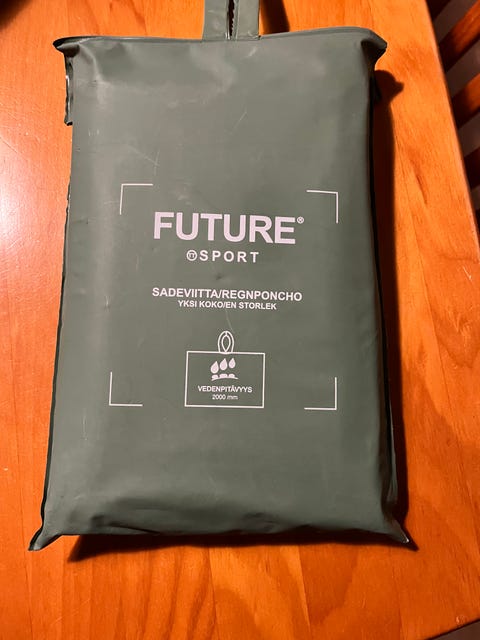 FUTURE®
SPORT
SADEVIITTA/REGNPONCHO
YKSI KOKO/EN STORLEK
VEDENPITÄVYYS
2000 mm